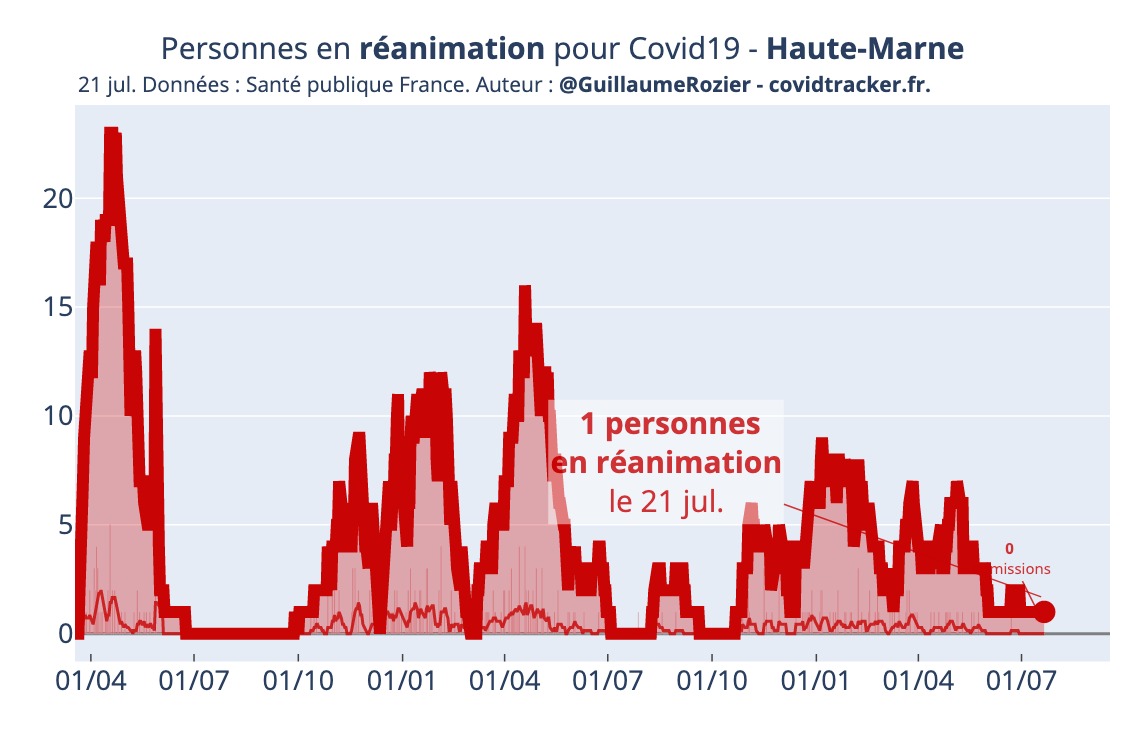 Personnes en réanimation pour Covid19 - Haute-Marne
21 jul. Données : Santé publique France. Auteur : @GuillaumeRozier - covidtracker.fr.
20
15
10
5
0
1 personnes
en réanimation
le 21 jul.
0
missions
01/04 01/07 01/10 01/01 01/04 01/07 01/10 01/01 01/04 01/07